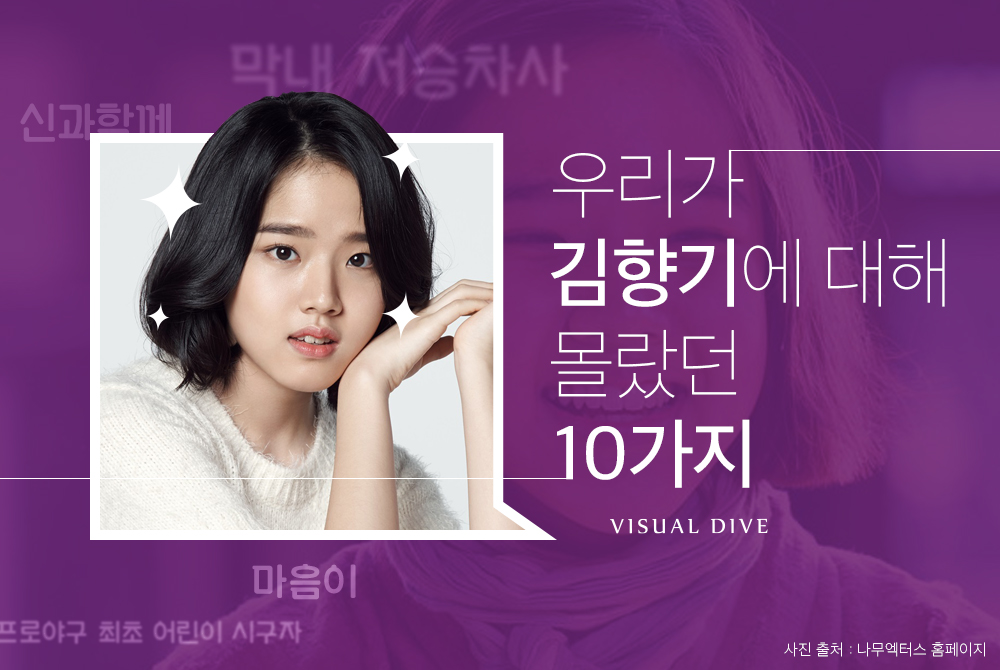 막내 저승차사
신과함께
우리가
김향기에 대해
몰랐던
10가지
VISUAL DIVE
마음이
프로야구 최초 어린이 시구자
사진 출처 : 나무엑터스 홈페이지